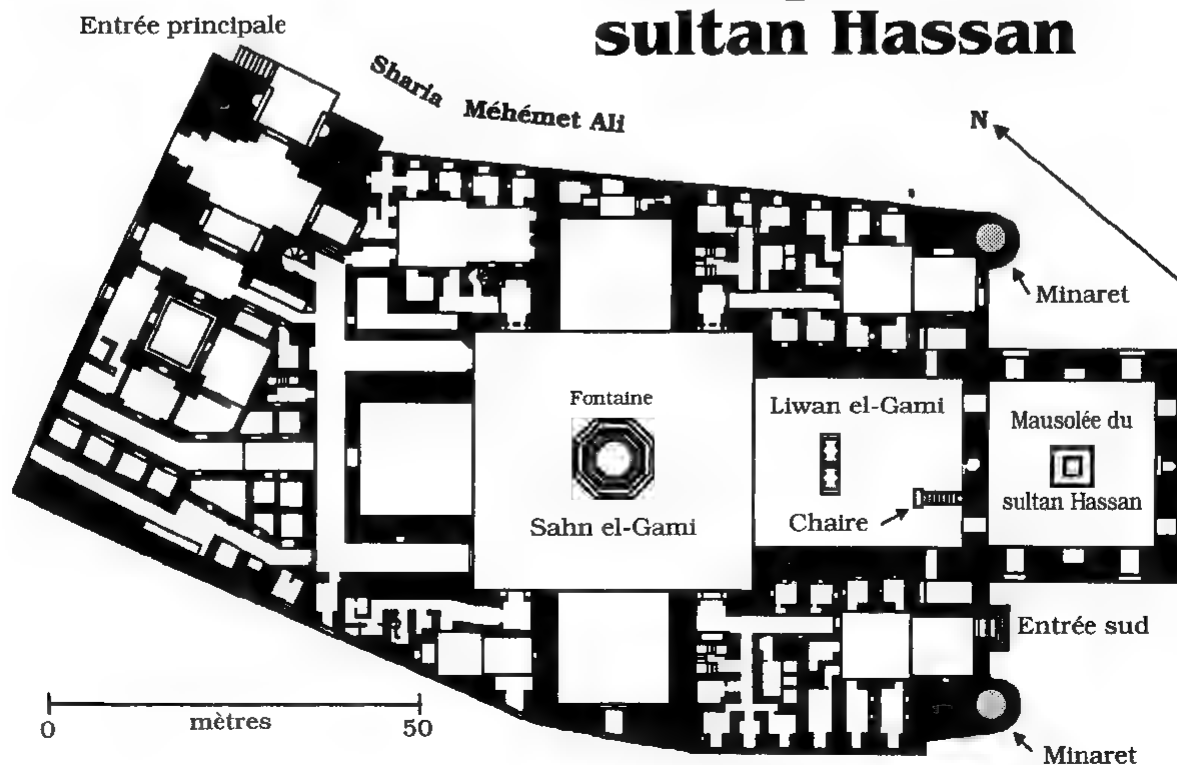 sultan Hassan
Entrée principale
Sharia Méhémet Ali
N
Minaret
Fontaine
Sahn el-Gami
Liwan el-Gami
Chaire
Mausolée du
sultan Hassan
Entrée sud
Minaret
0 mètres 50